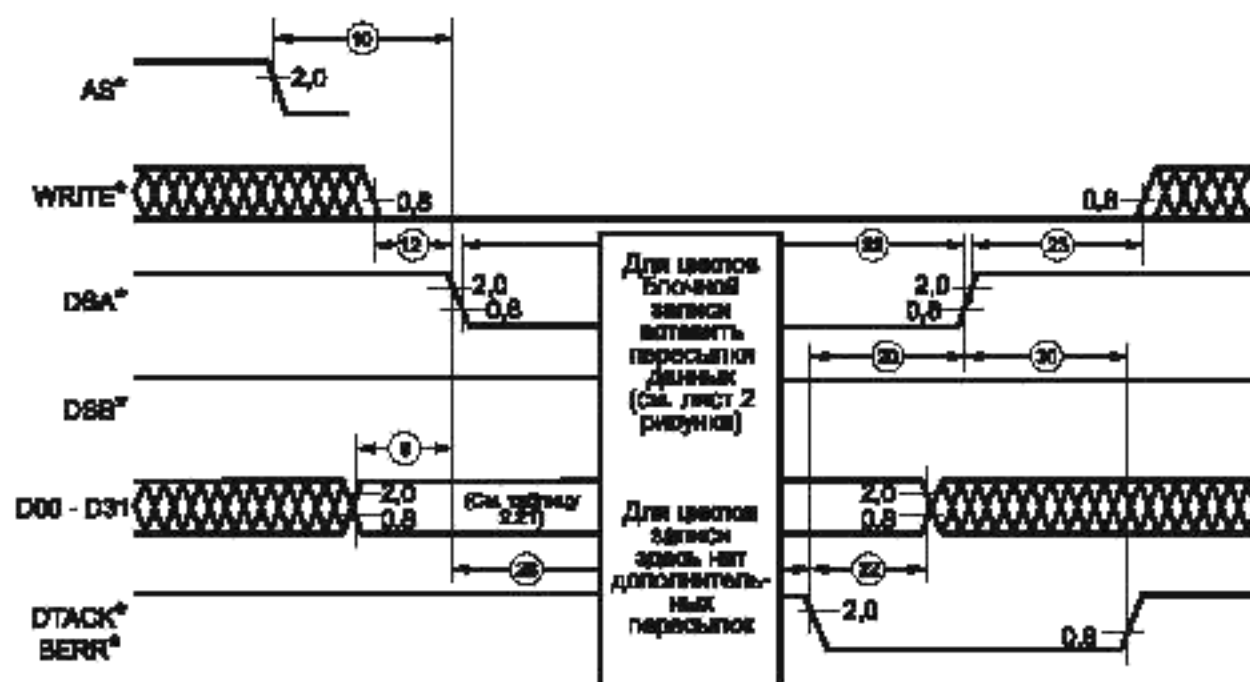 10
AS*
2,0
WRITE*
0,8
0,8
12
23
DSA*
2,0
0,8
2,0
0,8
Для циклов
блочной
записи
вставить
пересылки
данных
(см. лист 2
рисунка)
30
DSB*
D00 - D31
2,0
0,8
(См. таблицу
2,0
0,8
Для циклов
записи
здесь нет
дополнитель-
ных
пересылок
DTACK*
BERR*
2,0
0,8